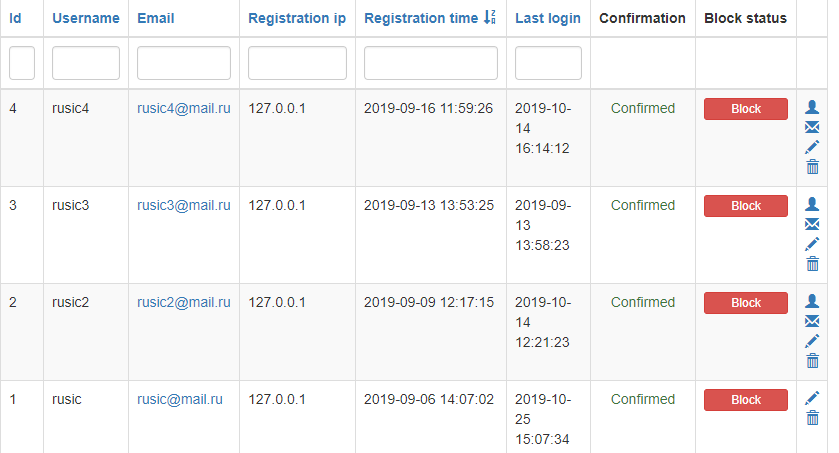 Id Username Email Registration ip Registration time Last login Confirmation Block status
4 rusic4 rusic4@mail.ru 127.0.0.1 2019-09-16 11:59:26 2019-10- Confirmed Block
14
16:14:12
3 rusic3 rusic3@mail.ru 127.0.0.1 2019-09-13 13:53:25 2019-09- Confirmed Block
13
13:58:23
2 rusic2 rusic2@mail.ru 127.0.0.1 2019-09-09 12:17:15 2019-10- Confirmed Block
14
12:21:23
1 rusic rusic@mail.ru 127.0.0.1 2019-09-06 14:07:02 2019-10- Confirmed Block
25
15:07:34